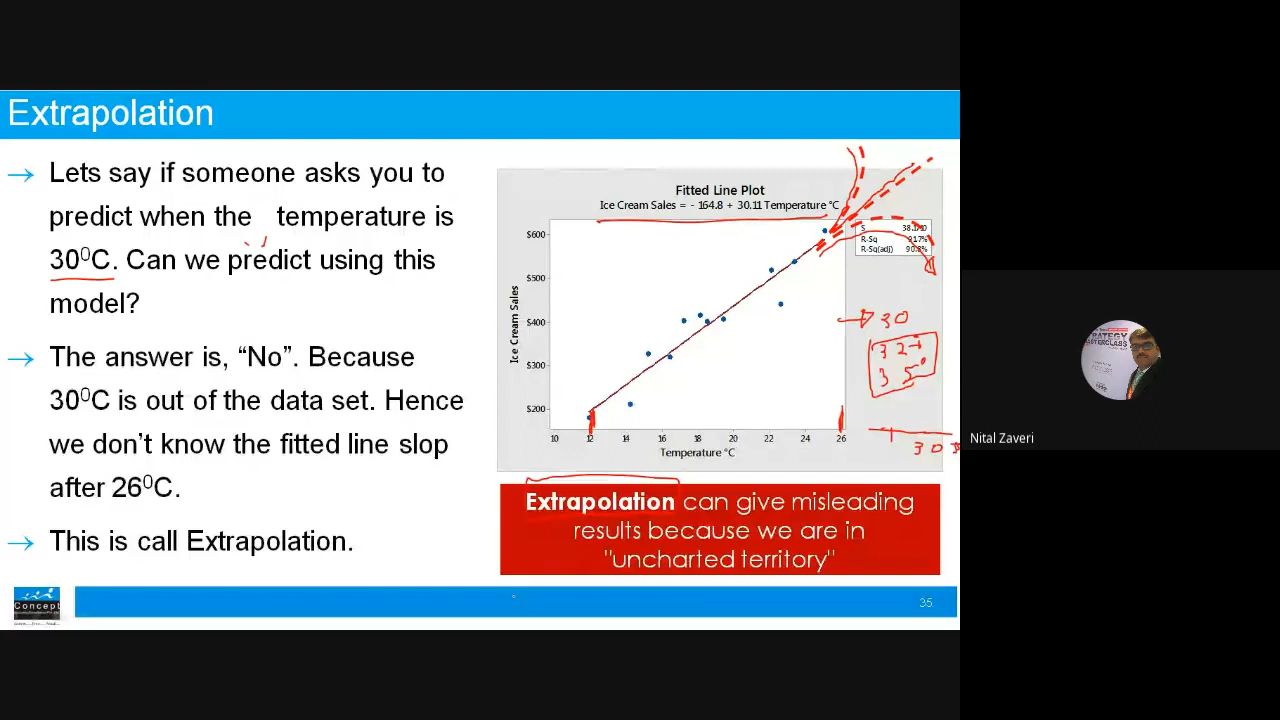 Extrapolation
→ Lets say if someone asks you to
predict when the temperature is
30⁰C. Can we predict using this
model?
→ The answer is, “No”. Because
30⁰C is out of the data set. Hence
we don’t know the fitted line slop
after 26⁰C.
→ This is call Extrapolation.
Fitted Line Plot
Ice Cream Sales = - 164.8 + 30.11 Temperature °C
S
R-Sq 91.7%
R-Sq(adj)
$600
$500
$400
$300
$200
Ice Cream Sales
10 12 14 16 18 20 22 24 26
Temperature °C
30
30
Extrapolation can give misleading
results because we are in
"uncharted territory"
Concept
35
Nital Zaveri